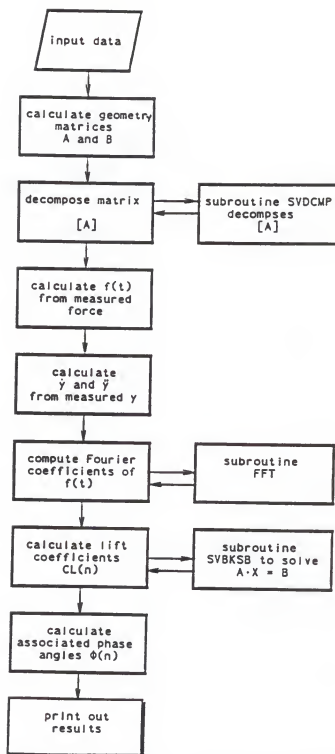 input data
calculate geometry
matrices
A and B
decompose matrix
[A]
subroutine SVDCMP
decompses
[A]
calculate f(t)
from measured
force
calculate
ẏ and ÿ
from measured y
compute Fourier
coefficients of
f(t)
subroutine
FFT
calculate lift
coefficients
CL(n)
subroutine
SVBKSB to solve
A·X = B
calculate
associated phase
angles Φ(n)
print out
results